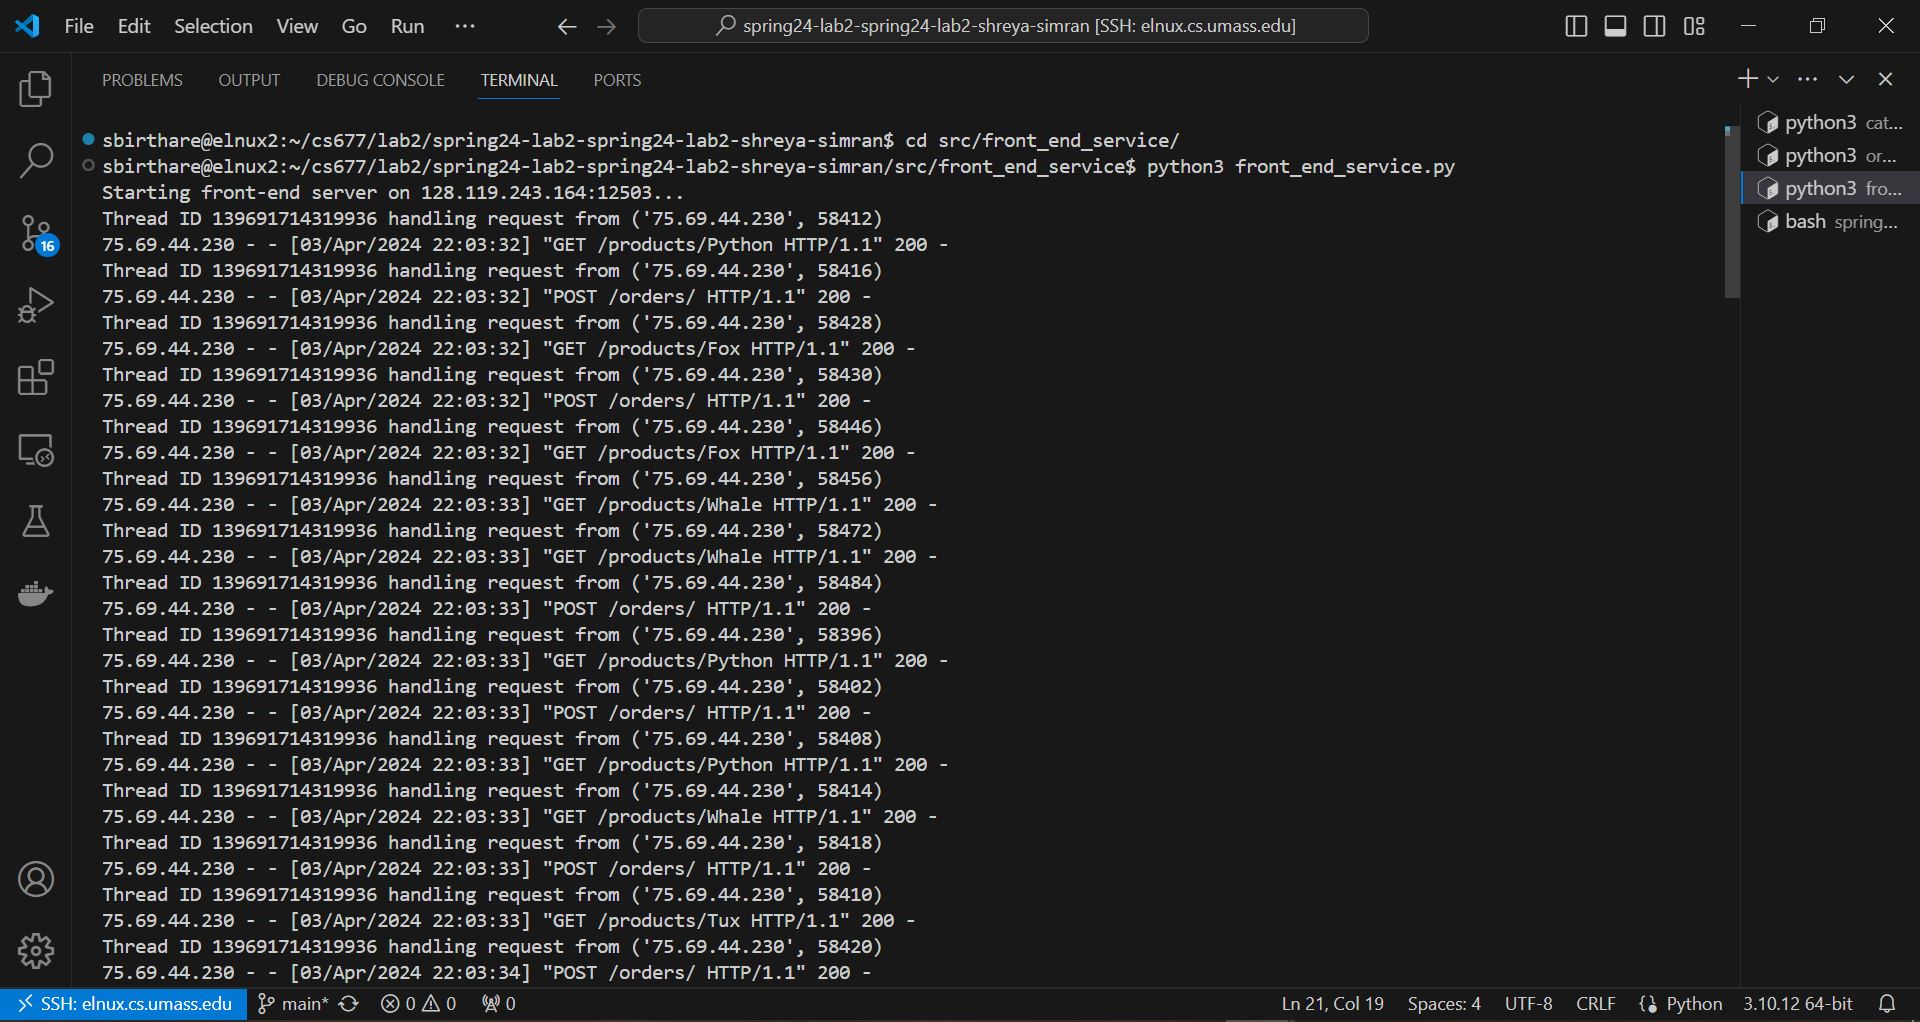 File Edit Selection View Go Run ··· spring24-lab2-spring24-lab2-shreya-simran [SSH: elnux.cs.umass.edu]
PROBLEMS OUTPUT DEBUG CONSOLE TERMINAL PORTS
sbirthare@elnux2:~/cs677/lab2/spring24-lab2-spring24-lab2-shreya-simran$ cd src/front_end_service/
sbirthare@elnux2:~/cs677/lab2/spring24-lab2-spring24-lab2-shreya-simran/src/front_end_service$ python3 front_end_service.py
Starting front-end server on 128.119.243.164:12503...
Thread ID 139691714319936 handling request from ('75.69.44.230', 58412)
75.69.44.230 - - [03/Apr/2024 22:03:32] "GET /products/Python HTTP/1.1" 200 -
Thread ID 139691714319936 handling request from ('75.69.44.230', 58416)
75.69.44.230 - - [03/Apr/2024 22:03:32] "POST /orders/ HTTP/1.1" 200 -
Thread ID 139691714319936 handling request from ('75.69.44.230', 58428)
75.69.44.230 - - [03/Apr/2024 22:03:32] "GET /products/Fox HTTP/1.1" 200 -
Thread ID 139691714319936 handling request from ('75.69.44.230', 58430)
75.69.44.230 - - [03/Apr/2024 22:03:32] "POST /orders/ HTTP/1.1" 200 -
Thread ID 139691714319936 handling request from ('75.69.44.230', 58446)
75.69.44.230 - - [03/Apr/2024 22:03:32] "GET /products/Fox HTTP/1.1" 200 -
Thread ID 139691714319936 handling request from ('75.69.44.230', 58456)
75.69.44.230 - - [03/Apr/2024 22:03:33] "GET /products/Whale HTTP/1.1" 200 -
Thread ID 139691714319936 handling request from ('75.69.44.230', 58472)
75.69.44.230 - - [03/Apr/2024 22:03:33] "GET /products/Whale HTTP/1.1" 200 -
Thread ID 139691714319936 handling request from ('75.69.44.230', 58484)
75.69.44.230 - - [03/Apr/2024 22:03:33] "POST /orders/ HTTP/1.1" 200 -
Thread ID 139691714319936 handling request from ('75.69.44.230', 58396)
75.69.44.230 - - [03/Apr/2024 22:03:33] "GET /products/Python HTTP/1.1" 200 -
Thread ID 139691714319936 handling request from ('75.69.44.230', 58402)
75.69.44.230 - - [03/Apr/2024 22:03:33] "POST /orders/ HTTP/1.1" 200 -
Thread ID 139691714319936 handling request from ('75.69.44.230', 58408)
75.69.44.230 - - [03/Apr/2024 22:03:33] "GET /products/Python HTTP/1.1" 200 -
Thread ID 139691714319936 handling request from ('75.69.44.230', 58414)
75.69.44.230 - - [03/Apr/2024 22:03:33] "GET /products/Whale HTTP/1.1" 200 -
Thread ID 139691714319936 handling request from ('75.69.44.230', 58418)
75.69.44.230 - - [03/Apr/2024 22:03:33] "POST /orders/ HTTP/1.1" 200 -
Thread ID 139691714319936 handling request from ('75.69.44.230', 58410)
75.69.44.230 - - [03/Apr/2024 22:03:33] "GET /products/Tux HTTP/1.1" 200 -
Thread ID 139691714319936 handling request from ('75.69.44.230', 58420)
75.69.44.230 - - [03/Apr/2024 22:03:34] "POST /orders/ HTTP/1.1" 200 -
python3 cat...
python3 or...
python3 fro...
bash spring...
16
SSH: elnux.cs.umass.edu main* 0 0 0 Ln 21, Col 19 Spaces: 4 UTF-8 CRLF Python 3.10.12 64-bit